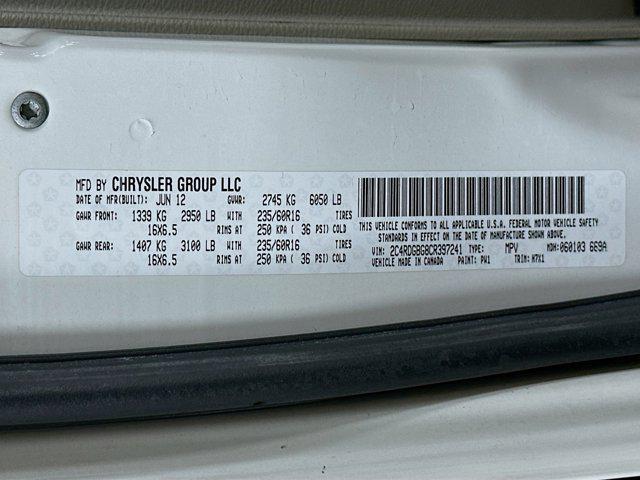 MFD BY CHRYSLER GROUP LLC
DATE OF MFR(BUILT): JUN 12 GVWR: 2745 KG 6050 LB
GAWR FRONT: 1339 KG 2950 LB WITH 235/60R16 TIRES
16X6.5 RIMS AT 250 KPA ( 36 PSI) COLD
GAWR REAR: 1407 KG 3100 LB WITH 235/60R16 TIRES
16X6.5 RIMS AT 250 KPA ( 36 PSI) COLD
THIS VEHICLE CONFORMS TO ALL APPLICABLE U.S.A. FEDERAL MOTOR VEHICLE SAFETY
STANDARDS IN EFFECT ON THE DATE OF MANUFACTURE SHOWN ABOVE.
VIN: 2C4RDGBG8CR397241 TYPE: MPV MDH:060103 6E9A
VEHICLE MADE IN CANADA PAINT: PW1 TRIM: H7X1